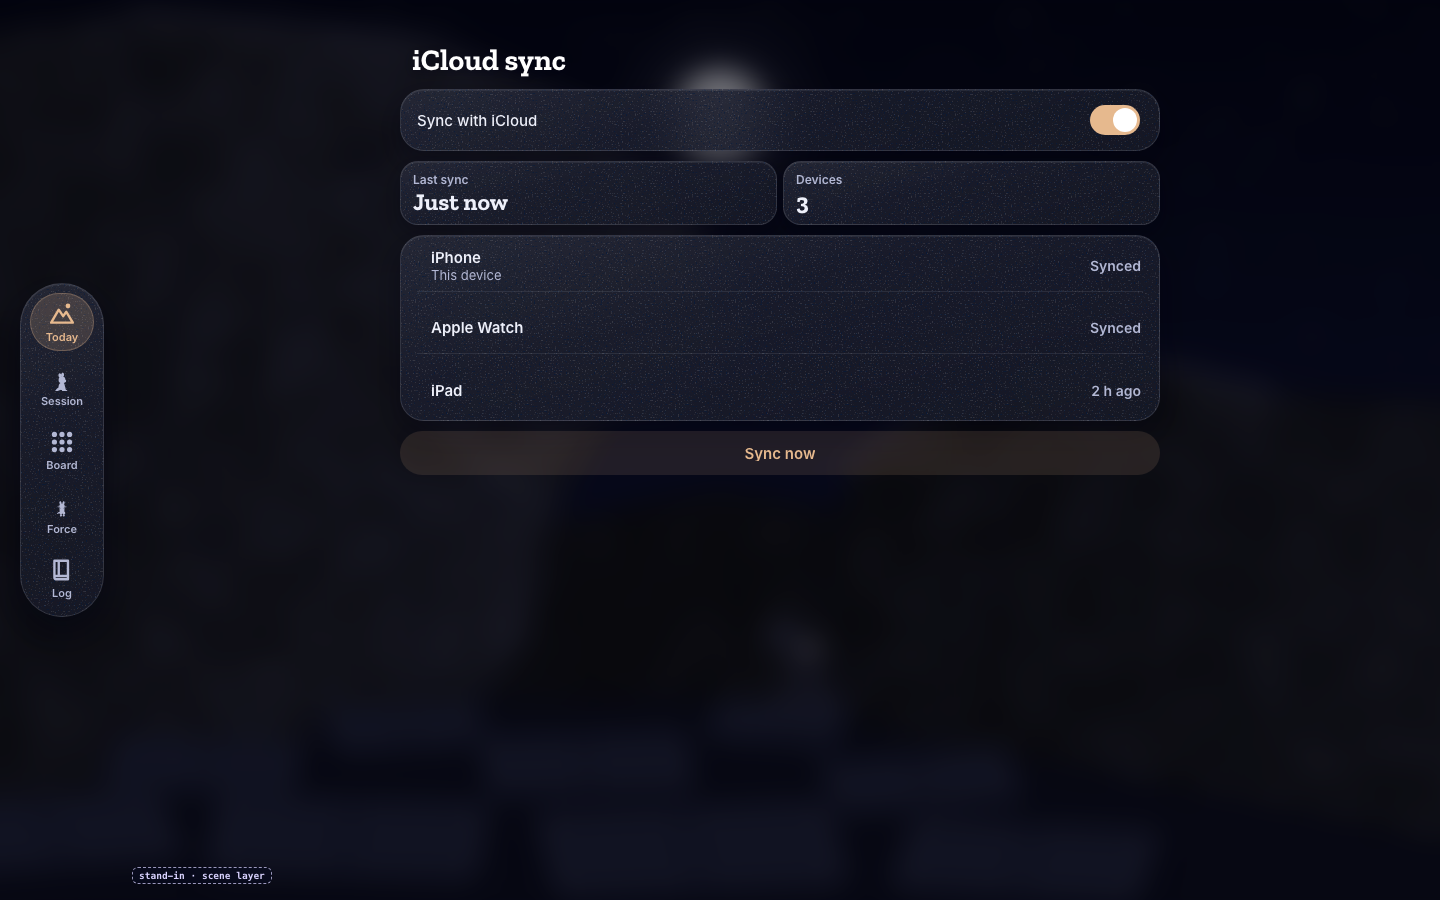 iCloud sync
Sync with iCloud
Last sync
Just now
Devices
3
iPhone
This device
Synced
Apple Watch
Synced
iPad
2 h ago
Sync now
Today
Session
Board
Force
Log
stand-in · scene layer